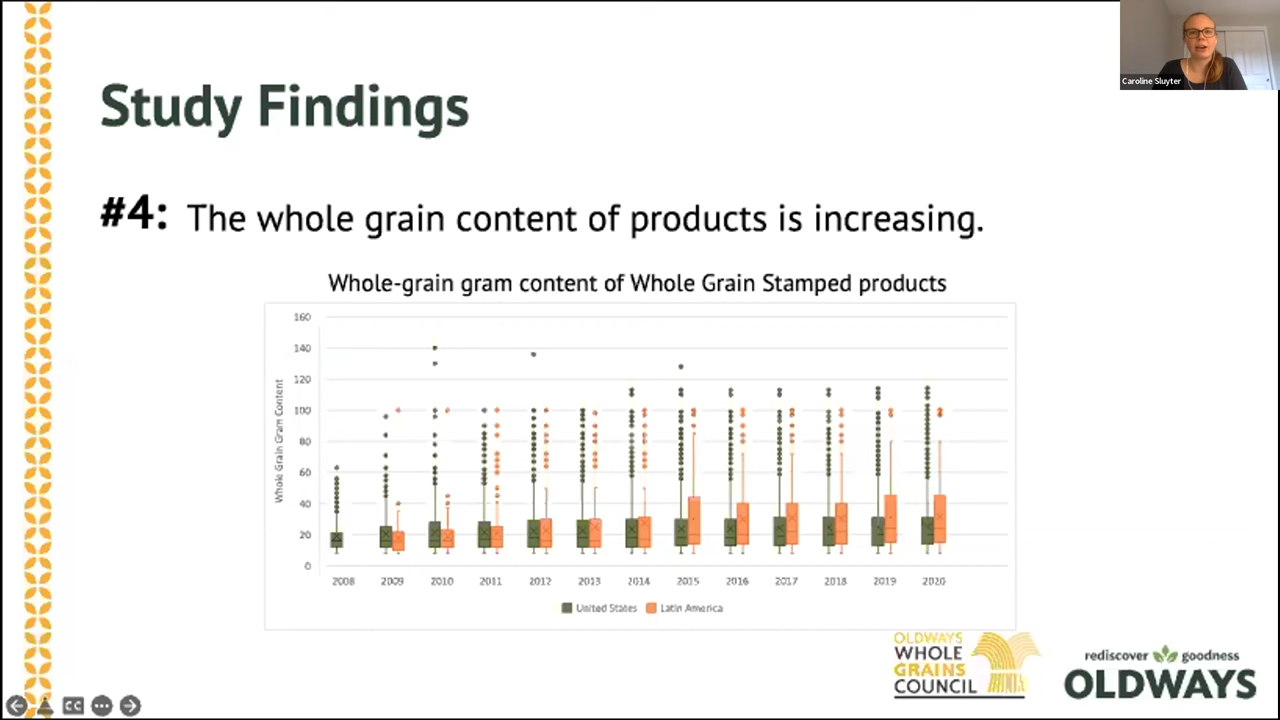 Caroline Sluyter
Study Findings
#4: The whole grain content of products is increasing.
Whole-grain gram content of Whole Grain Stamped products
Whole Grain Gram Content
160
140
120
100
80
60
40
20
0
2008 2009 2010 2011 2012 2013 2014 2015 2016 2017 2018 2019 2020
United States Latin America
OLDWAYS
WHOLE
GRAINS
COUNCIL
rediscover goodness
OLDWAYS
CC